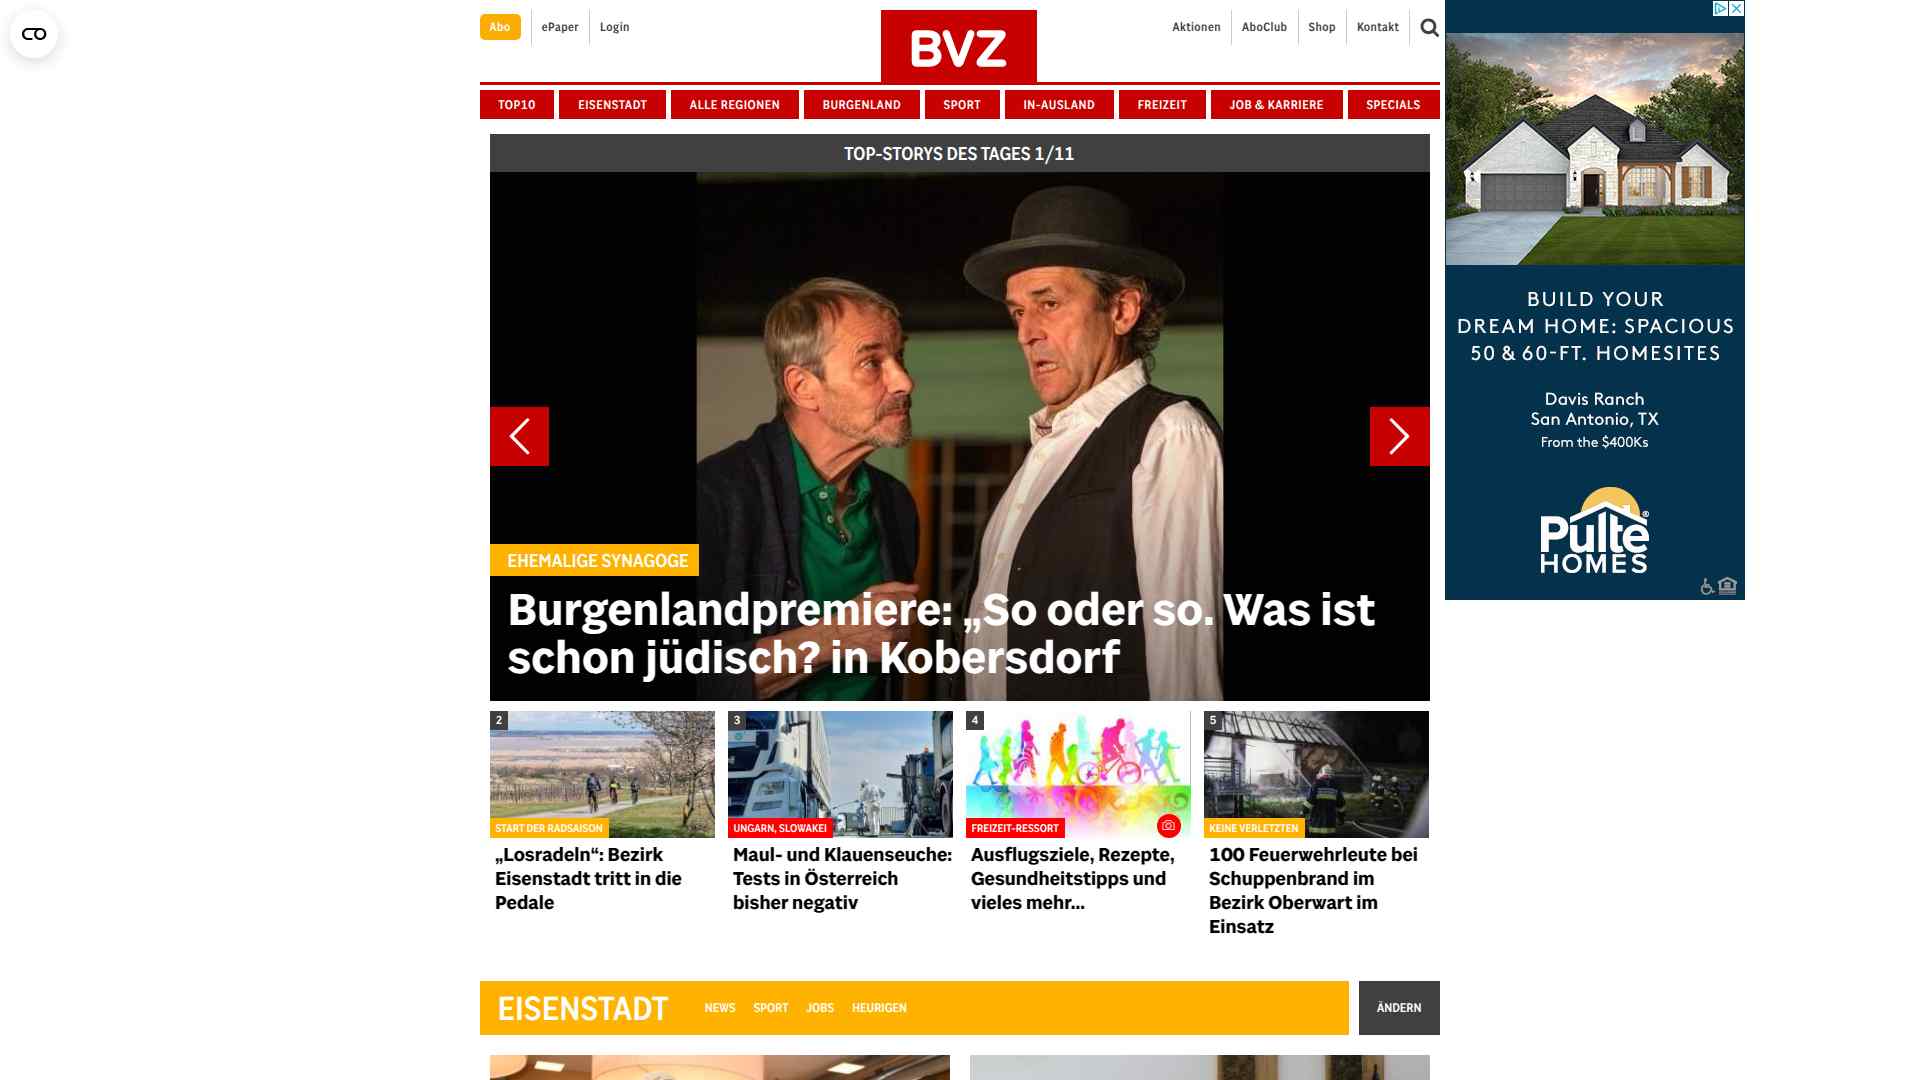 Abo
ePaper
Login
BVZ
Aktionen
AboClub
Shop
Kontakt
TOP10
EISENSTADT
ALLE REGIONEN
BURGENLAND
SPORT
IN-AUSLAND
FREIZEIT
JOB & KARRIERE
SPECIALS
TOP-STORYS DES TAGES 1/11
EHEMALIGE SYNAGOGE
Burgenlandpremiere: „So oder so. Was ist
schon jüdisch? in Kobersdorf
2
START DER RADSAISON
„Losradeln“: Bezirk
Eisenstadt tritt in die
Pedale
3
UNGARN, SLOWAKEI
Maul- und Klauenseuche:
Tests in Österreich
bisher negativ
4
FREIZEIT-RESSORT
Ausflugsziele, Rezepte,
Gesundheitstipps und
vieles mehr...
5
KEINE VERLETZTEN
100 Feuerwehrleute bei
Schuppenbrand im
Bezirk Oberwart im
Einsatz
EISENSTADT
NEWS
SPORT
JOBS
HEURIGEN
ÄNDERN
BUILD YOUR
DREAM HOME: SPACIOUS
50 & 60-FT. HOMESITES
Davis Ranch
San Antonio, TX
From the $400Ks
Pulte®
HOMES